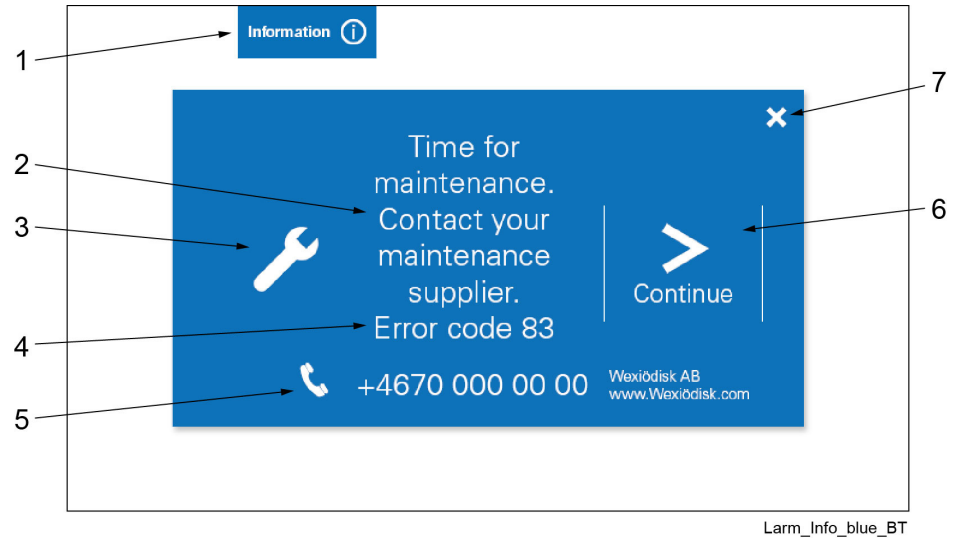 Information
1
7
Time for
maintenance.
2
Contact your
3
maintenance
6
supplier.
Continue
4
Error code 83
5
+4670 000 00 00
Wexiödisk AB
www.Wexiödisk.com
Larm_Info_blue_BT